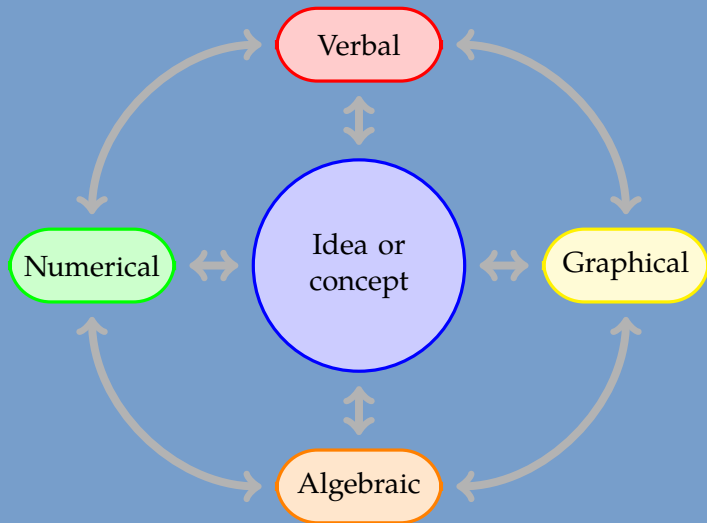 Verbal
Numerical
Idea or
concept
Graphical
Algebraic